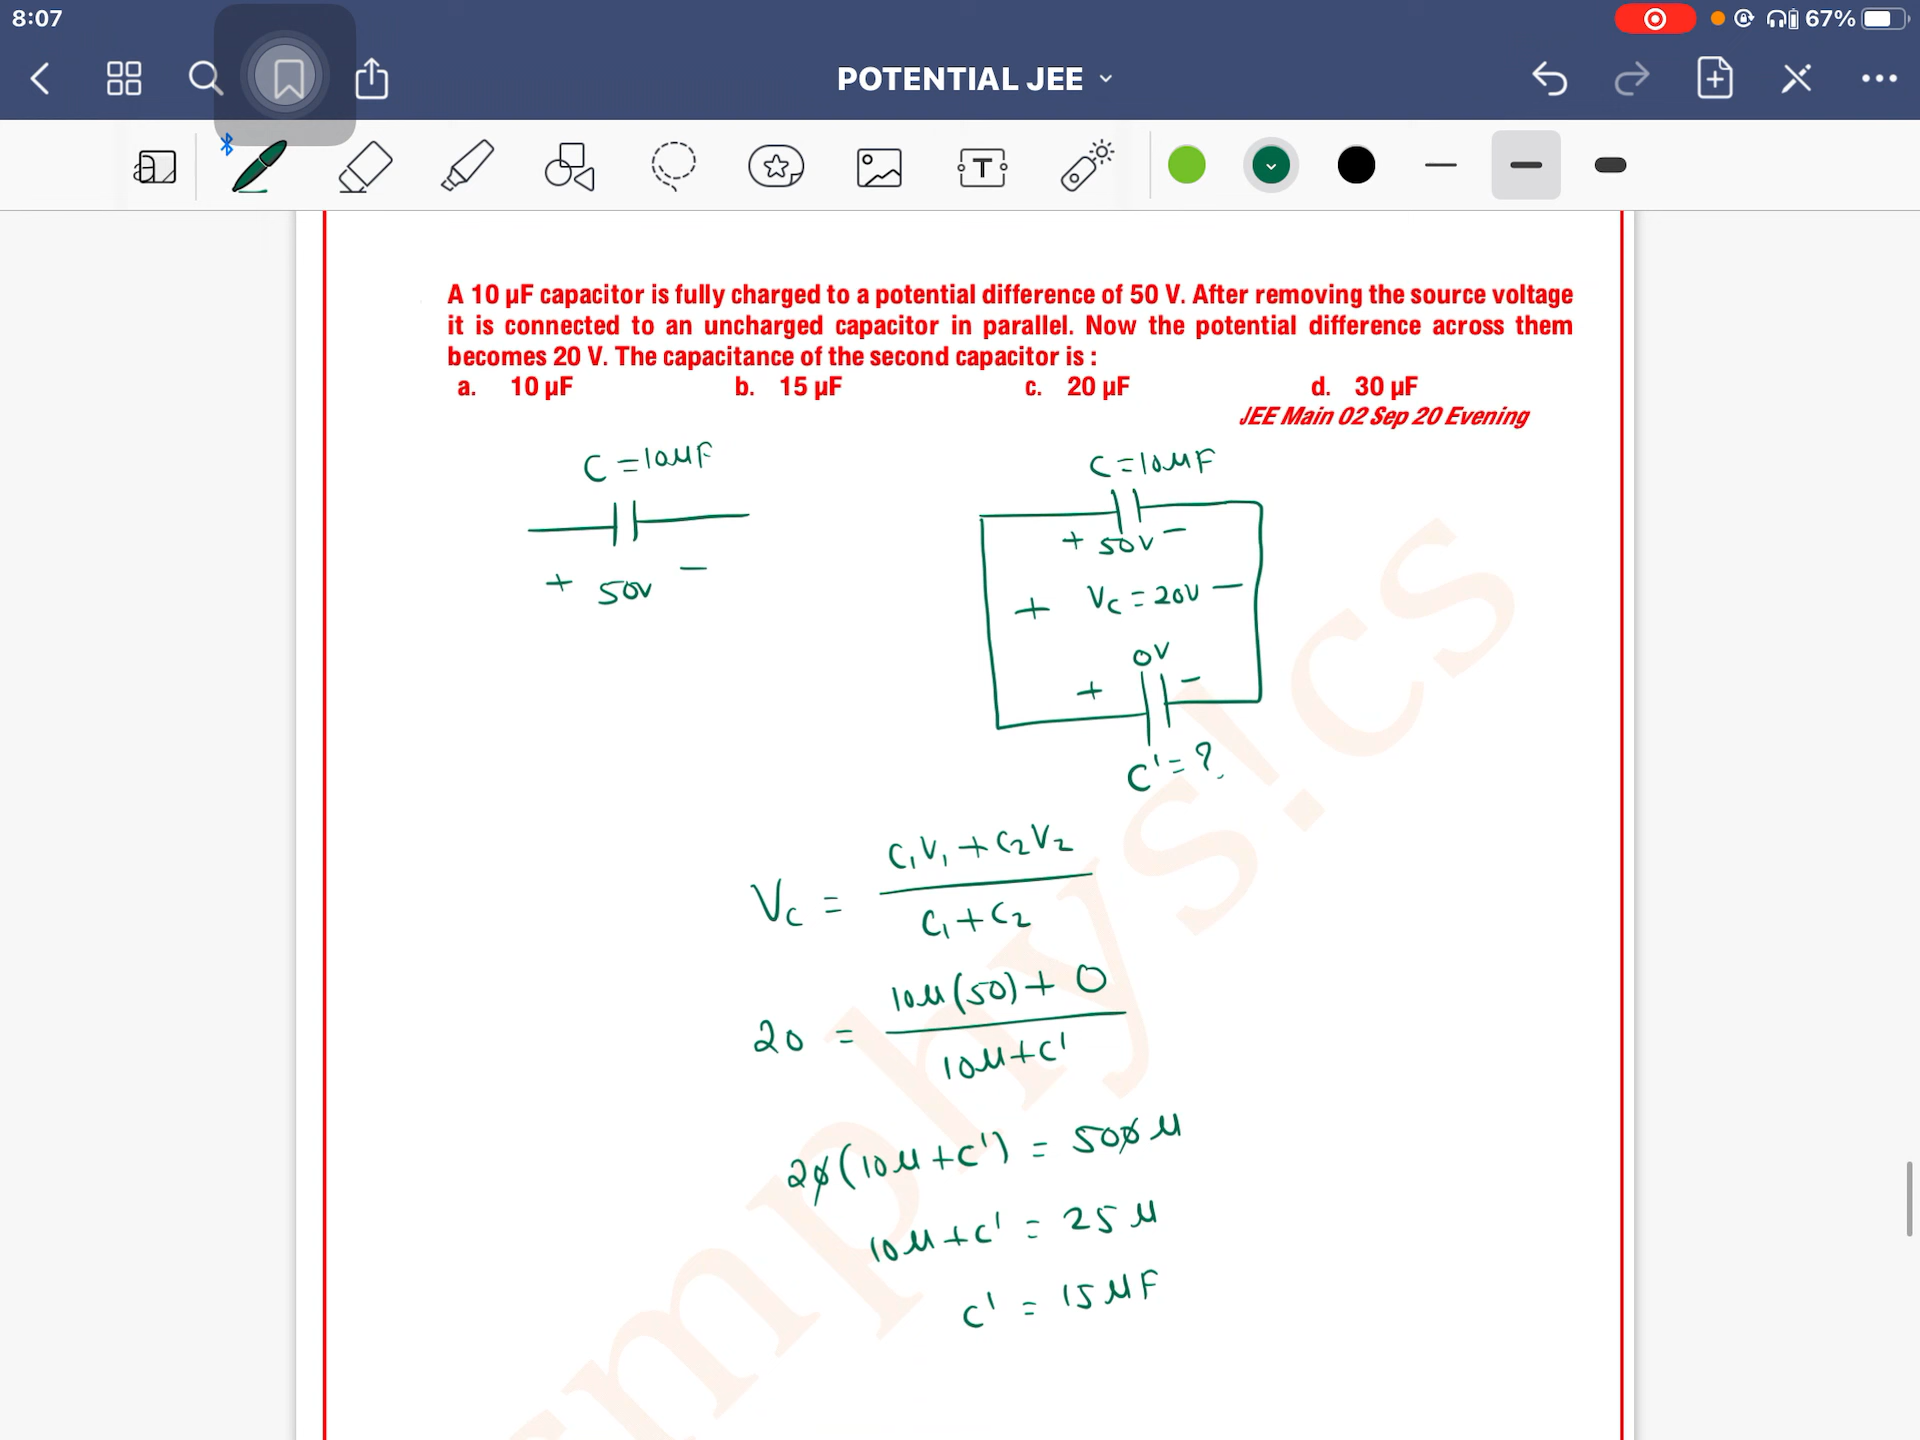 8:07
67%
POTENTIAL JEE
A 10 µF capacitor is fully charged to a potential difference of 50 V. After removing the source voltage
it is connected to an uncharged capacitor in parallel. Now the potential difference across them
becomes 20 V. The capacitance of the second capacitor is :
a. 10 µF b. 15 µF c. 20 µF d. 30 µF
JEE Main 02 Sep 20 Evening
C = 10μF
+ 50V −
C = 10μF
+ 50V −
+ Vc = 20V −
0V
+ −
C' = ?
Vc = (C₁V₁ + C₂V₂) / (C₁ + C₂)
20 = (10μ(50) + 0) / (10μ + C')
20(10μ + C') = 500μ
10μ + C' = 25μ
C' = 15μF
mphys!cs